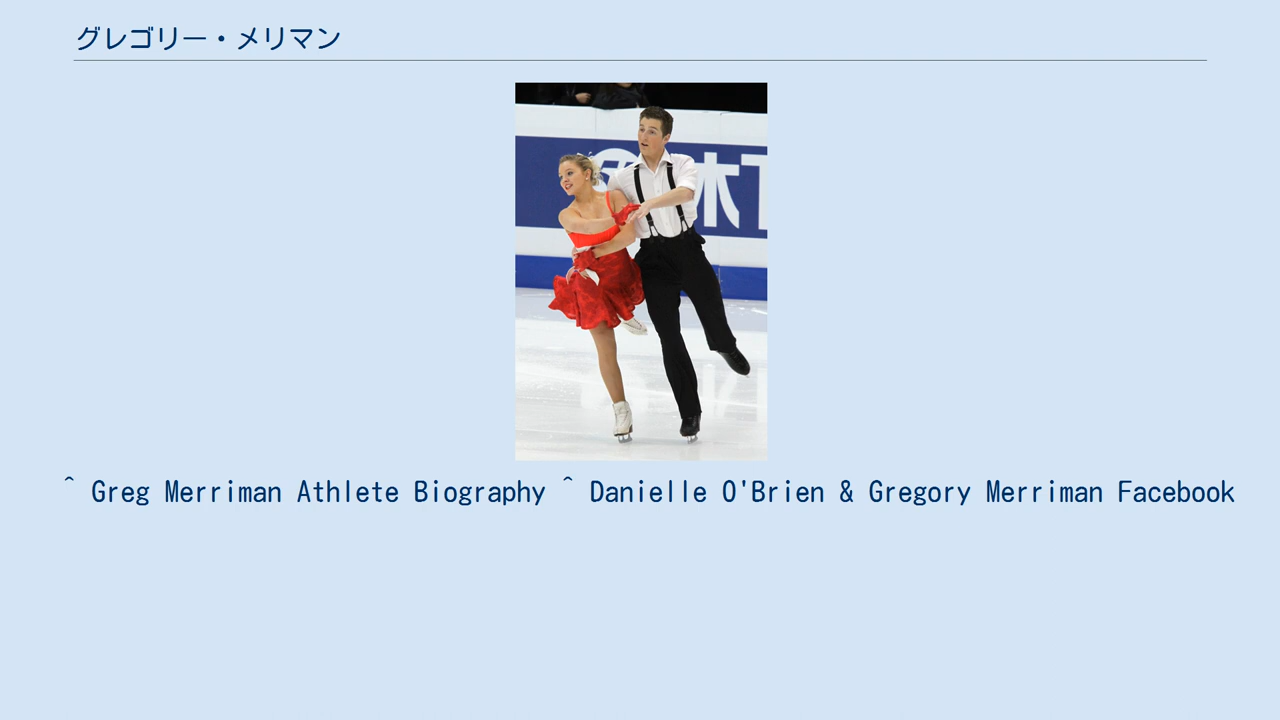 グレゴリー・メリマン
^ Greg Merriman Athlete Biography ^ Danielle O'Brien & Gregory Merriman Facebook